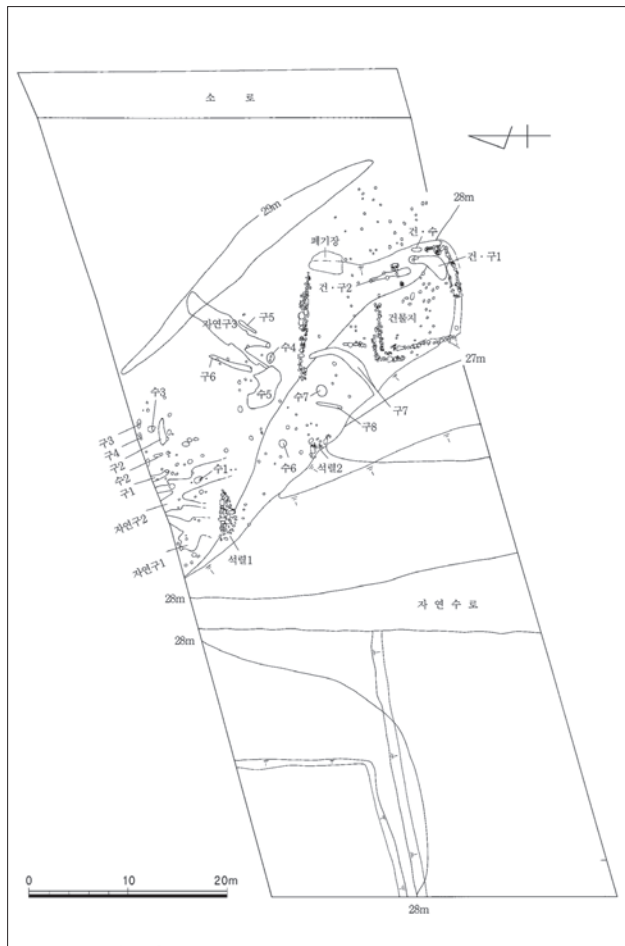 소 로
29m
28m
건·수
폐기장
건·구1
건·구2
구5
자연구3
건물지
수4
27m
구6
수5
수7
구7
수3
구3
구8
구4
구2
수1
수6
석렬2
수2
구1
자연구2
석렬1
자연구1
28m
자 연 수 로
28m
0 10 20m
28m